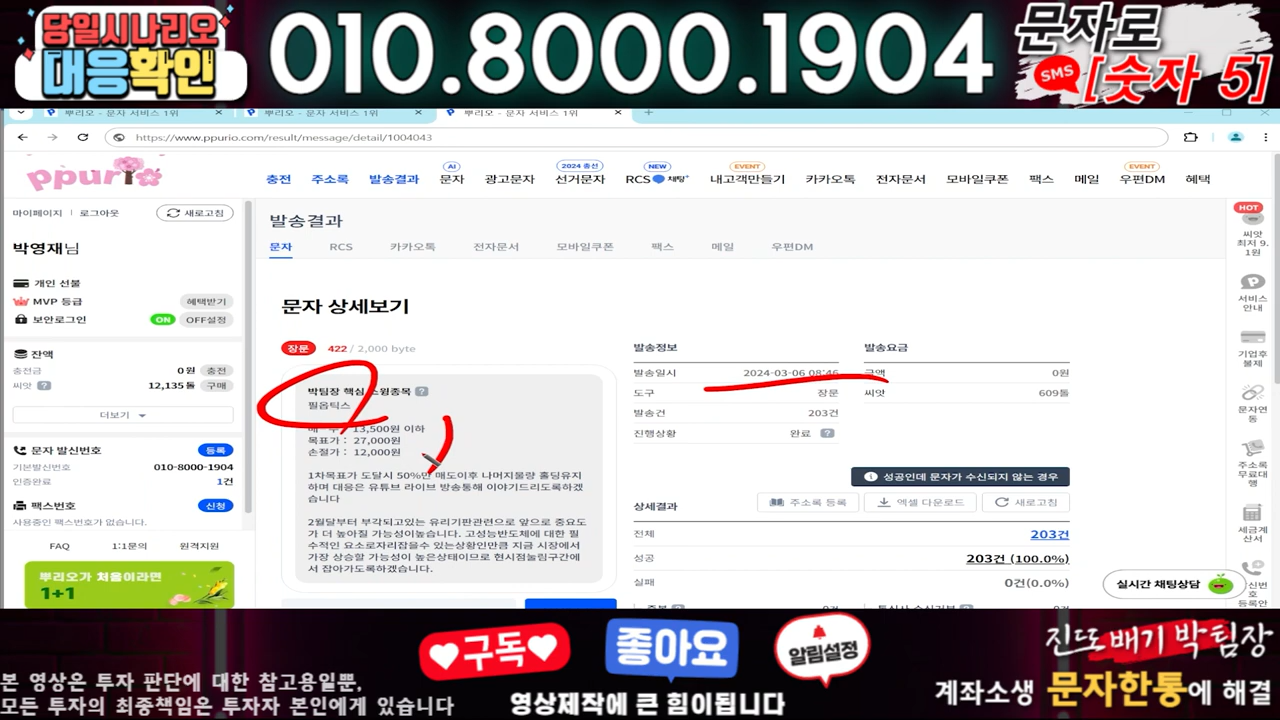 당일시나리오
대응확인
010.8000.1904
문자로
SMS
[숫자 5]
뿌리오 - 문자 서비스 1위
뿌리오 - 문자 서비스 1위
뿌리오 - 문자 서비스 1위
https://www.ppurio.com/result/message/detail/1004043
ppurio
충전
주소록
발송결과
AI
문자
광고문자
2024 총선
선거문자
NEW
RCS 채팅+
EVENT
내고객만들기
카카오톡
전자문서
모바일쿠폰
팩스
메일
EVENT
우편DM
혜택
마이페이지 | 로그아웃
새로고침
박영재님
개인 선불
MVP 등급
혜택받기
보안로그인
ON
OFF설정
잔액
충전금 0원 충전
씨앗 ? 12,135톨 구매
더보기
문자 발신번호 등록
기본발신번호 010-8000-1904
인증완료 1건
팩스번호 신청
사용중인 팩스번호가 없습니다.
FAQ 1:1문의 원격지원
뿌리오가 처음이라면
1+1
발송결과
문자 RCS 카카오톡 전자문서 모바일쿠폰 팩스 메일 우편DM
문자 상세보기
장문 422 / 2,000 byte
박팀장 핵심 스윙종목 ?
필옵틱스
13,500원 이하
목표가 : 27,000원
손절가 : 12,000원
1차목표가 도달시 50%만 매도이후 나머지물량 홀딩유지
하며 대응은 유튜브 라이브 방송통해 이야기드리도록하겠
습니다
2월달부터 부각되고있는 유리기판관련으로 앞으로 중요도
가 더 높아질 가능성이높습니다. 고성능반도체에 대한 필
수적인 요소로자리잡을수 있는상황인만큼 지금 시장에서
가장 상승할 가능성이 높은상태이므로 현시점눌림구간에
서 잡아가도록하겠습니다.
발송정보
발송일시 2024-03-06 08:46
도구 장문
발송건 203건
진행상황 완료 ?
발송요금
금액 0원
씨앗 609톨
성공인데 문자가 수신되지 않는 경우
상세결과
주소록 등록
엑셀 다운로드
새로고침
전체 203건
성공 203건 (100.0%)
실패 0건(0.0%)
실시간 채팅상담
HOT
씨앗
최저 9.
1원
서비스
안내
기업후
불제
문자연
동
주소록
무료대
행
세금계
산서
등록안
구독
좋아요
알림설정
영상제작에 큰 힘이됩니다
본 영상은 투자 판단에 대한 참고용일뿐,
모든 투자의 최종책임은 투자자 본인에게 있습니다
진또배기 박팀장
계좌소생 문자한통에 해결